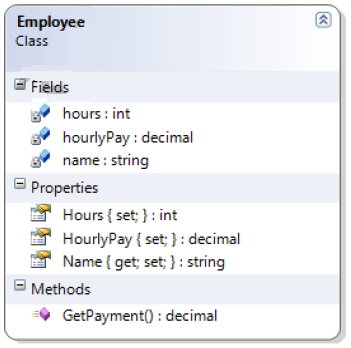 Employee
Class
Fields
hours : int
hourlyPay : decimal
name : string
Properties
Hours { set; } : int
HourlyPay { set; } : decimal
Name { get; set; } : string
Methods
GetPayment() : decimal